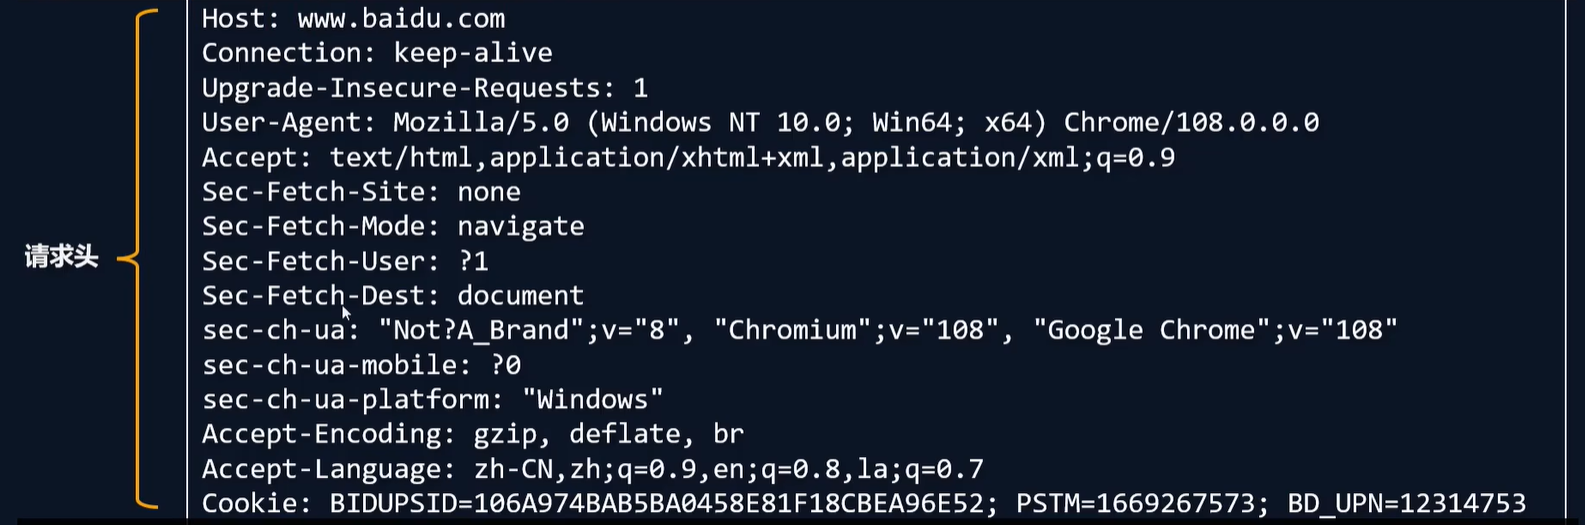 Host: www.baidu.com
Connection: keep-alive
Upgrade-Insecure-Requests: 1
User-Agent: Mozilla/5.0 (Windows NT 10.0; Win64; x64) Chrome/108.0.0.0
Accept: text/html,application/xhtml+xml,application/xml;q=0.9
Sec-Fetch-Site: none
Sec-Fetch-Mode: navigate
请求头
Sec-Fetch-User: ?1
Sec-Fetch-Dest: document
sec-ch-ua: "Not?A_Brand";v="8", "Chromium";v="108", "Google Chrome";v="108"
sec-ch-ua-mobile: ?0
sec-ch-ua-platform: "Windows"
Accept-Encoding: gzip, deflate, br
Accept-Language: zh-CN,zh;q=0.9,en;q=0.8,la;q=0.7
Cookie: BIDUPSID=106A974BAB5BA0458E81F18CBEA96E52; PSTM=1669267573; BD_UPN=12314753